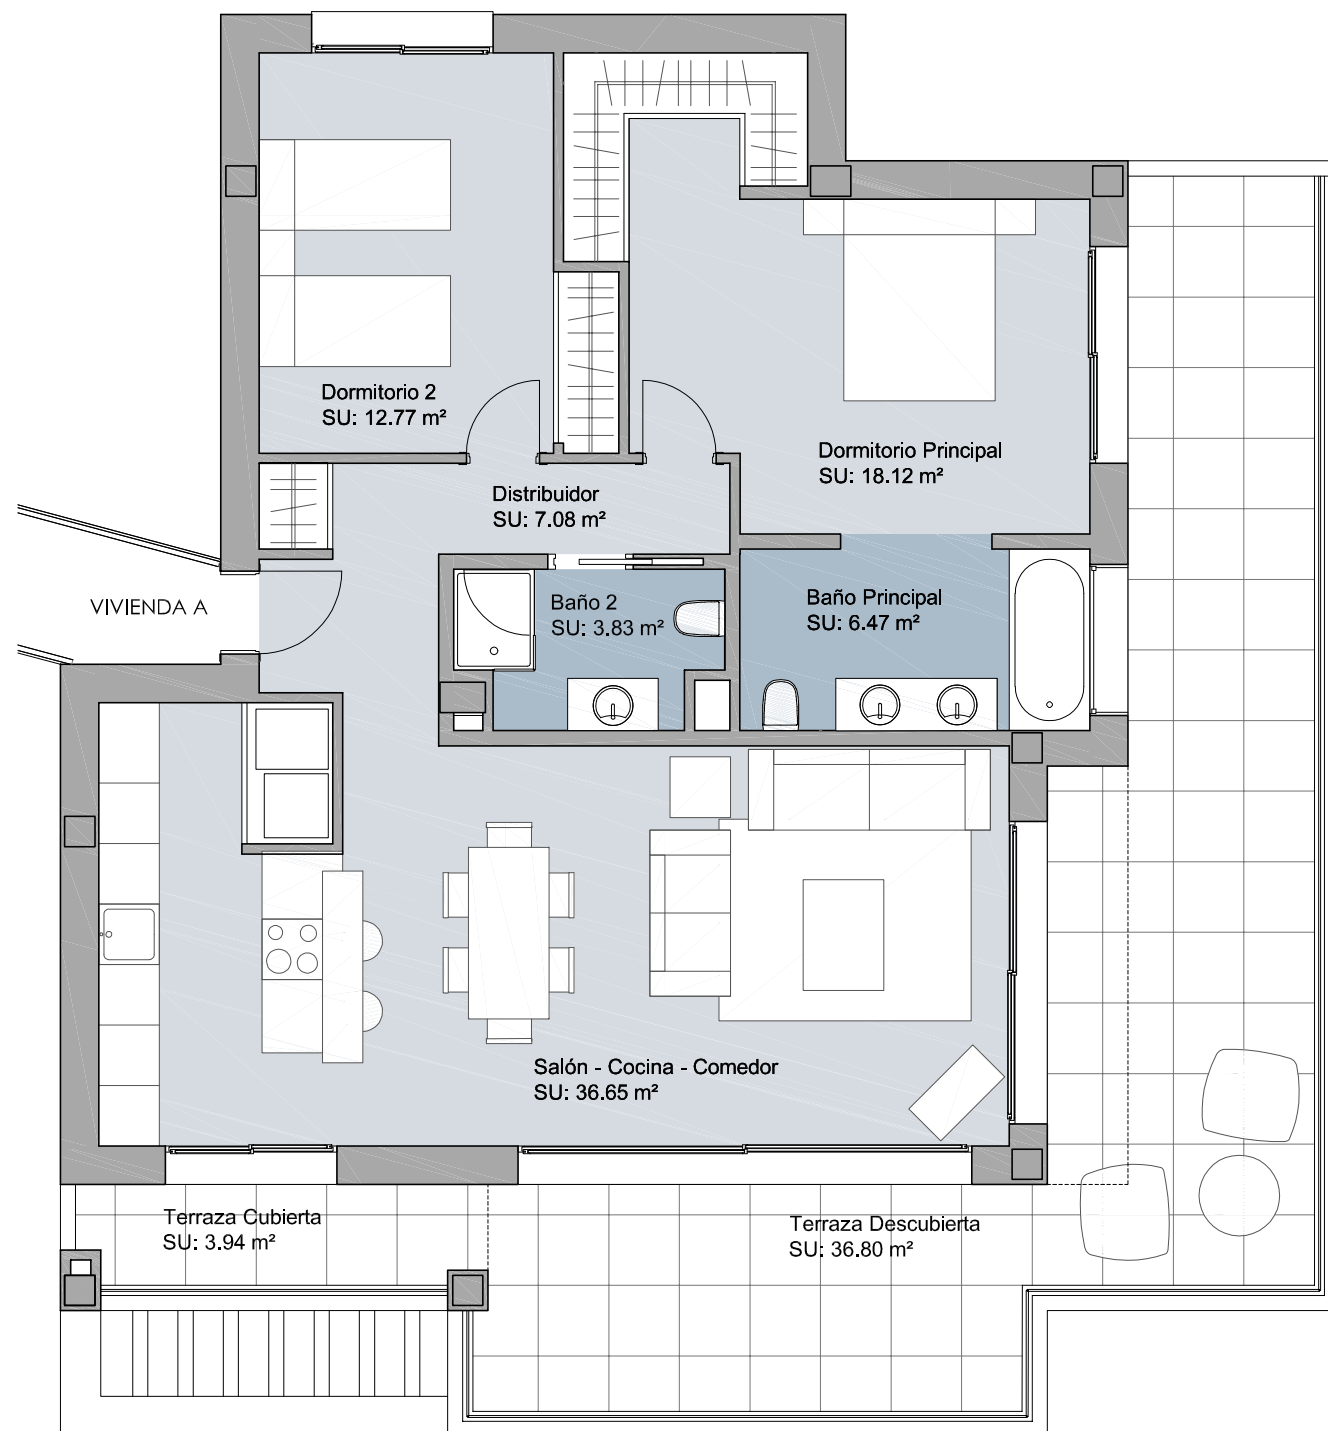 Dormitorio 2
SU: 12.77 m²
Dormitorio Principal
SU: 18.12 m²
Distribuidor
SU: 7.08 m²
VIVIENDA A
Baño 2
SU: 3.83 m²
Baño Principal
SU: 6.47 m²
Salón - Cocina - Comedor
SU: 36.65 m²
Terraza Cubierta
SU: 3.94 m²
Terraza Descubierta
SU: 36.80 m²